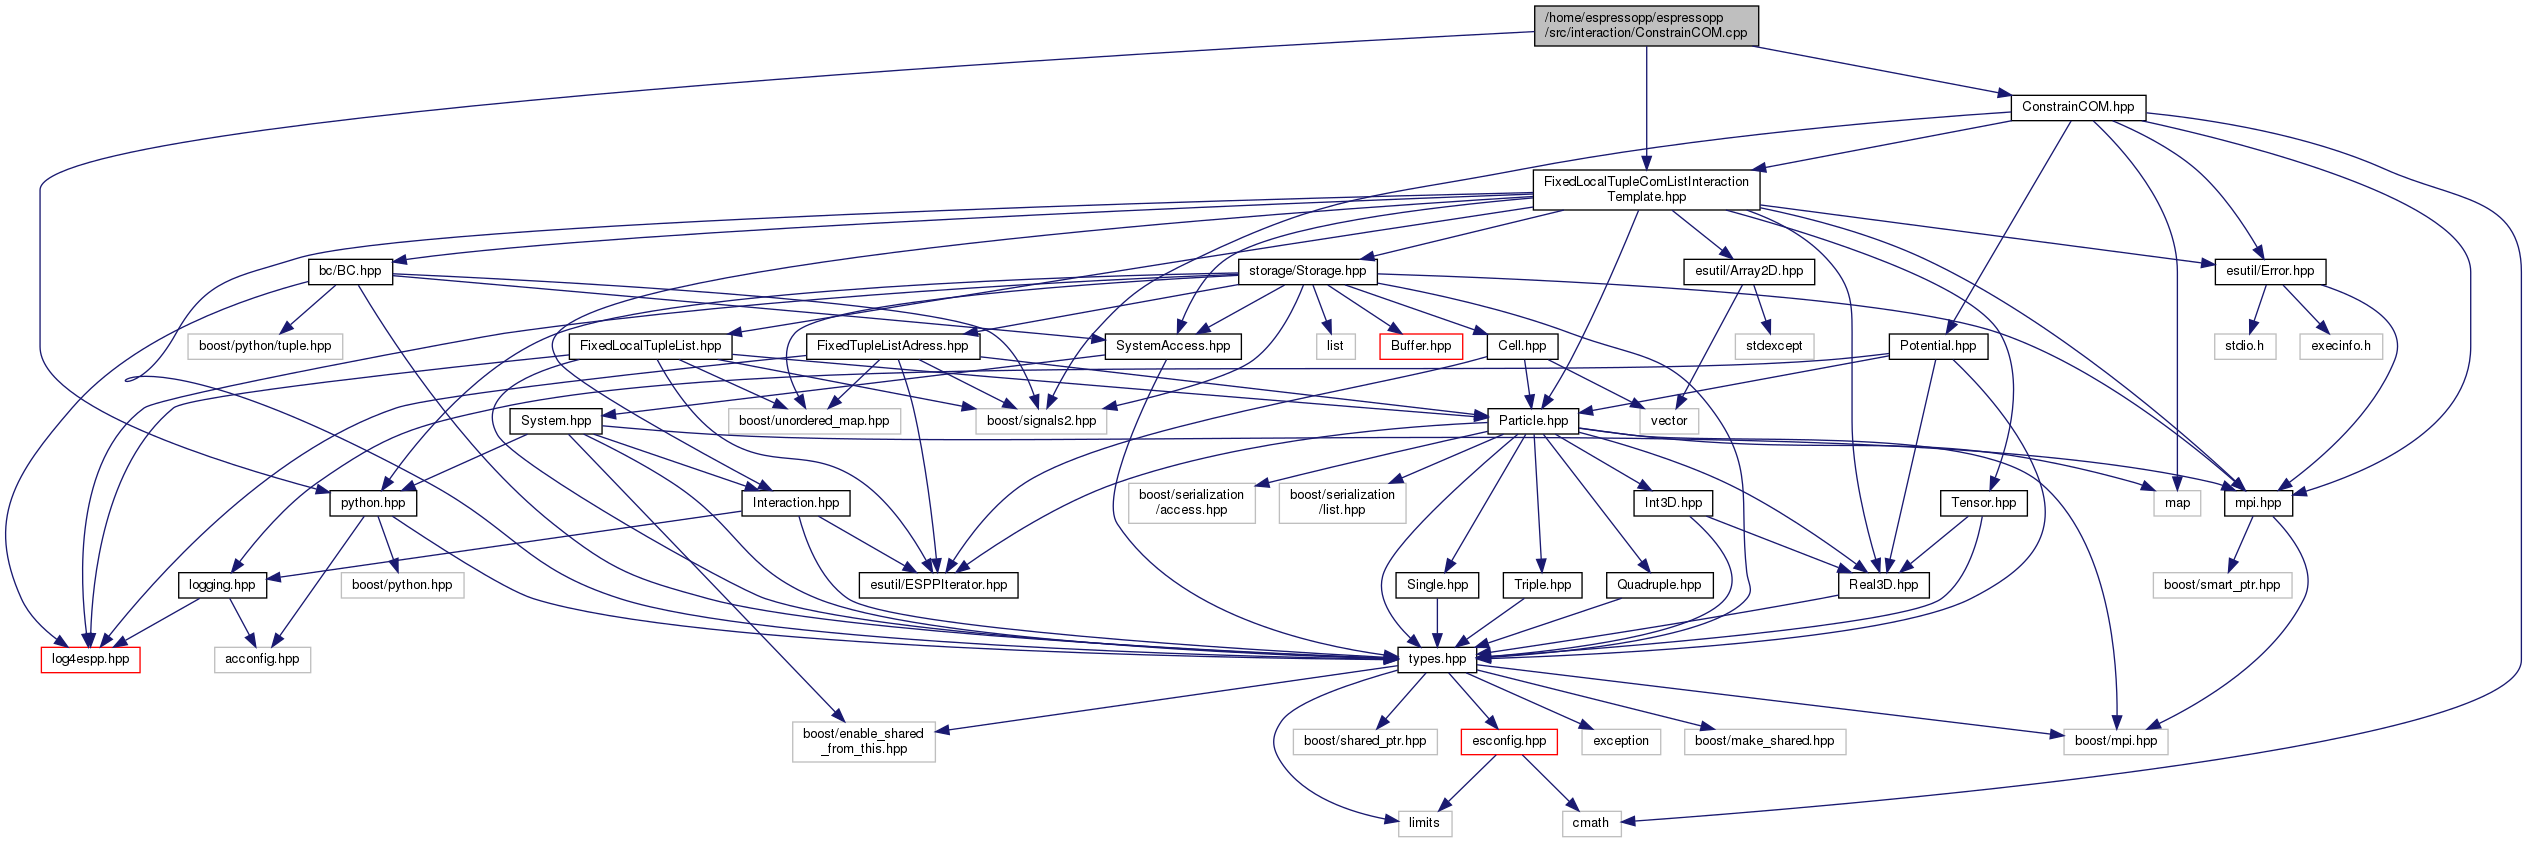 /home/espressopp/espressopp
/src/interaction/ConstrainCOM.cpp
ConstrainCOM.hpp
FixedLocalTupleComListInteraction
Template.hpp
bc/BC.hpp
storage/Storage.hpp
esutil/Array2D.hpp
esutil/Error.hpp
boost/python/tuple.hpp
FixedLocalTupleList.hpp
FixedTupleListAdress.hpp
SystemAccess.hpp
list
Buffer.hpp
Cell.hpp
stdexcept
Potential.hpp
stdio.h
execinfo.h
System.hpp
boost/unordered_map.hpp
boost/signals2.hpp
Particle.hpp
vector
python.hpp
Interaction.hpp
boost/serialization
/access.hpp
boost/serialization
/list.hpp
Int3D.hpp
Tensor.hpp
map
mpi.hpp
logging.hpp
boost/python.hpp
esutil/ESPPIterator.hpp
Single.hpp
Triple.hpp
Quadruple.hpp
Real3D.hpp
boost/smart_ptr.hpp
log4espp.hpp
acconfig.hpp
types.hpp
boost/enable_shared
_from_this.hpp
boost/shared_ptr.hpp
esconfig.hpp
exception
boost/make_shared.hpp
boost/mpi.hpp
limits
cmath